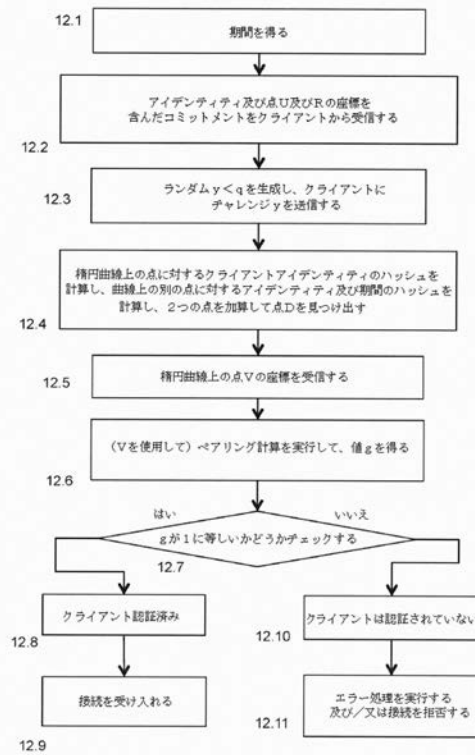 12.1
期間を得る
アイデンティティ及び点U及びRの座標を
含んだコミットメントをクライアントから受信する
12.2
ランダムy<qを生成し、クライアントに
チャレンジyを送信する
12.3
楕円曲線上の点に対するクライアントアイデンティティのハッシュを
計算し、曲線上の別の点に対するアイデンティティ及び期間のハッシュを
計算し、2つの点を加算して点Dを見つけ出す
12.4
楕円曲線上の点Vの座標を受信する
12.5
(Vを使用して)ペアリング計算を実行して、値gを得る
12.6
はい
いいえ
gが1に等しいかどうかチェックする
12.7
クライアント認証済み
12.8
クライアントは認証されていない
12.10
接続を受け入れる
12.9
エラー処理を実行する
及び/又は接続を拒否する
12.11